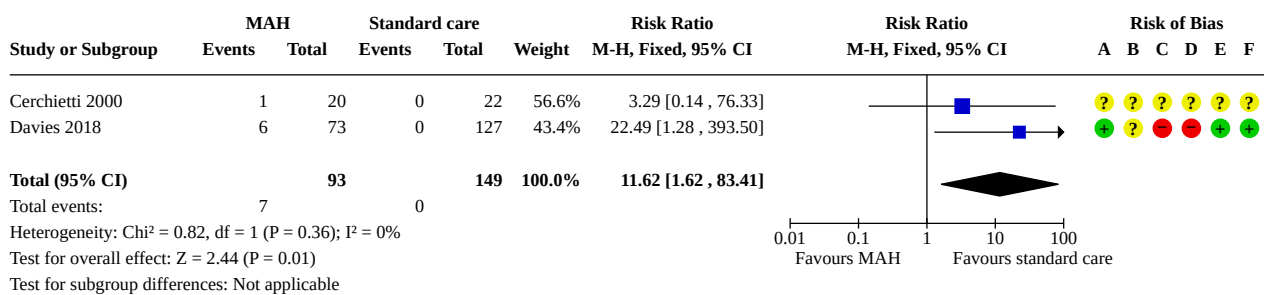 MAH Standard care Risk Ratio Risk Ratio Risk of Bias
Study or Subgroup Events Total Events Total Weight M-H, Fixed, 95% CI M-H, Fixed, 95% CI A B C D E F
Cerchietti 2000 1 20 0 22 56.6% 3.29 [0.14 , 76.33] ? ? ? ? ? ?
Davies 2018 6 73 0 127 43.4% 22.49 [1.28 , 393.50] + ? − − + +
Total (95% CI) 93 149 100.0% 11.62 [1.62 , 83.41]
Total events: 7 0
Heterogeneity: Chi² = 0.82, df = 1 (P = 0.36); I² = 0%
0.01 0.1 1 10 100
Test for overall effect: Z = 2.44 (P = 0.01) Favours MAH Favours standard care
Test for subgroup differences: Not applicable